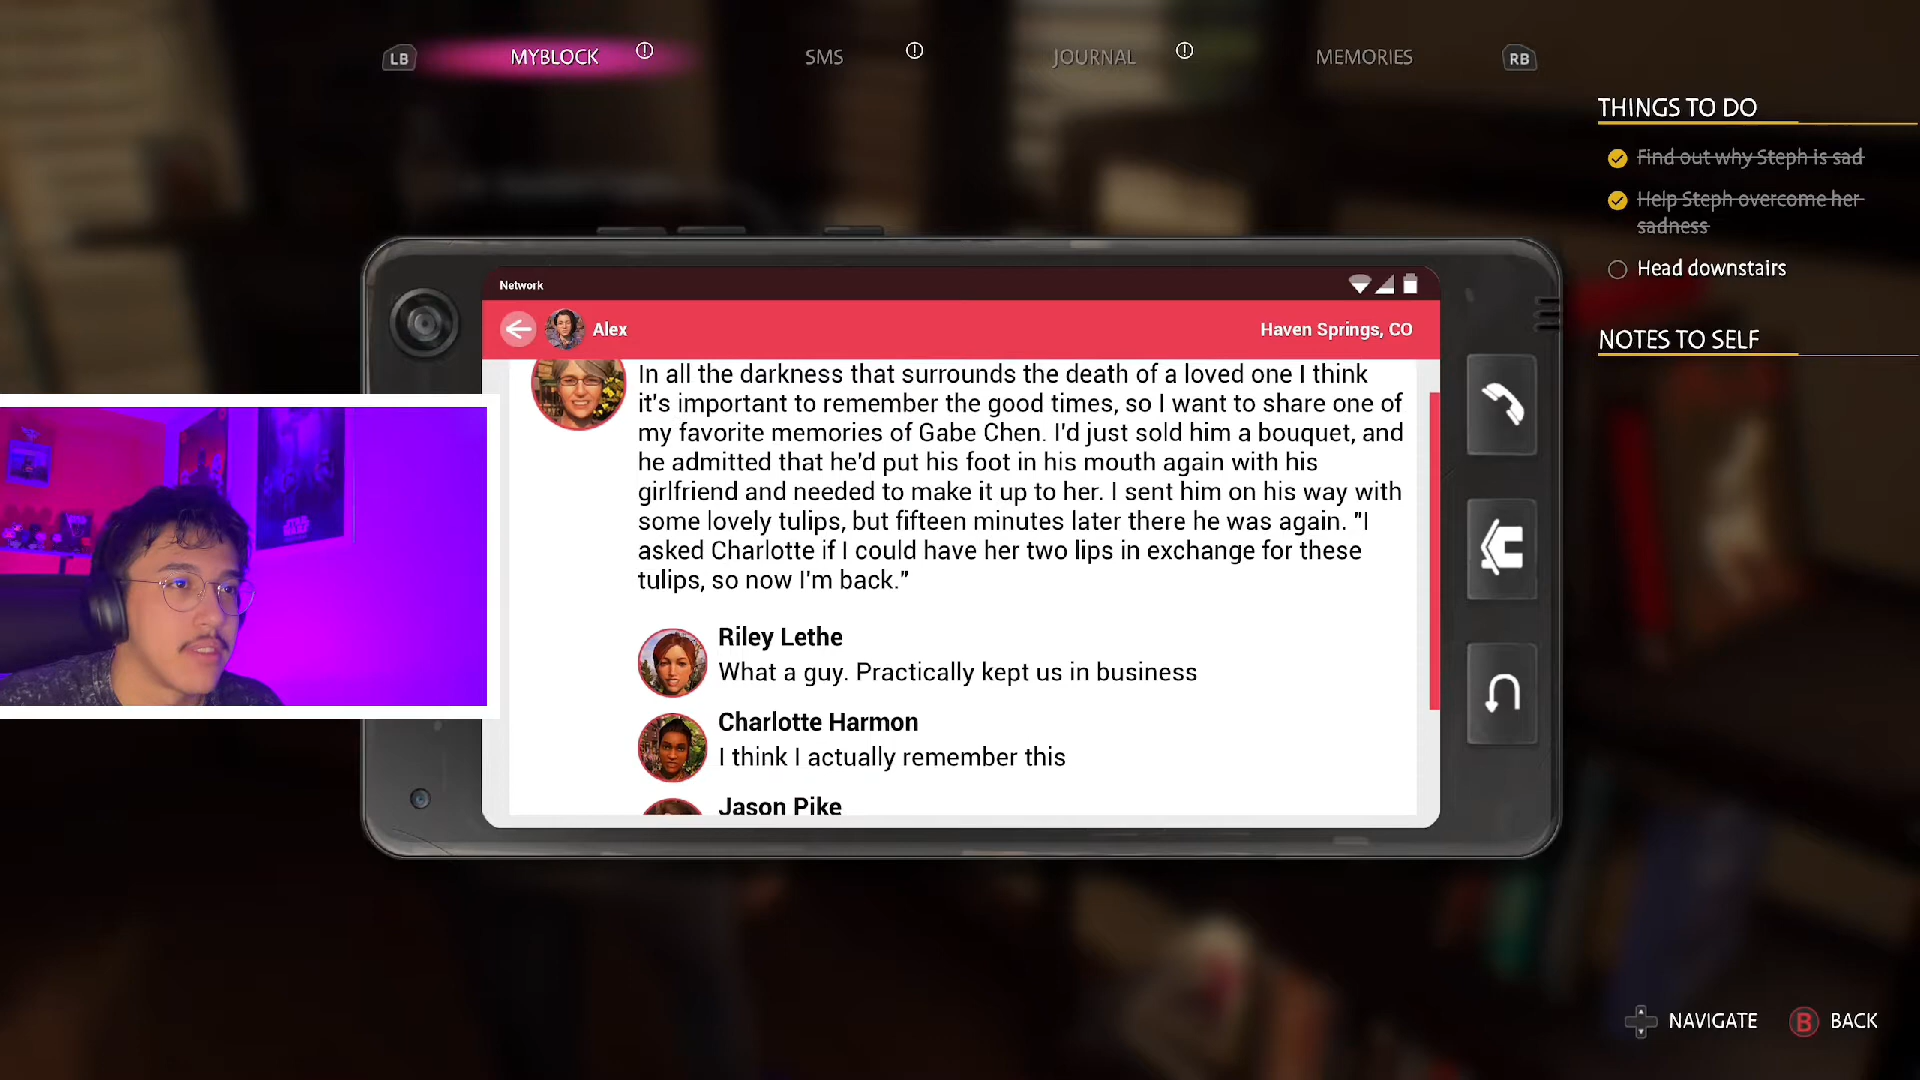 LB
MYBLOCK
SMS
JOURNAL
MEMORIES
RB
THINGS TO DO
Find out why Steph is sad
Help Steph overcome her
sadness
Head downstairs
NOTES TO SELF
Network
Alex
Haven Springs, CO
In all the darkness that surrounds the death of a loved one I think
it's important to remember the good times, so I want to share one of
my favorite memories of Gabe Chen. I'd just sold him a bouquet, and
he admitted that he'd put his foot in his mouth again with his
girlfriend and needed to make it up to her. I sent him on his way with
some lovely tulips, but fifteen minutes later there he was again. "I
asked Charlotte if I could have her two lips in exchange for these
tulips, so now I'm back."
Riley Lethe
What a guy. Practically kept us in business
Charlotte Harmon
I think I actually remember this
Jason Pike
STAR
WARS
NAVIGATE
B BACK